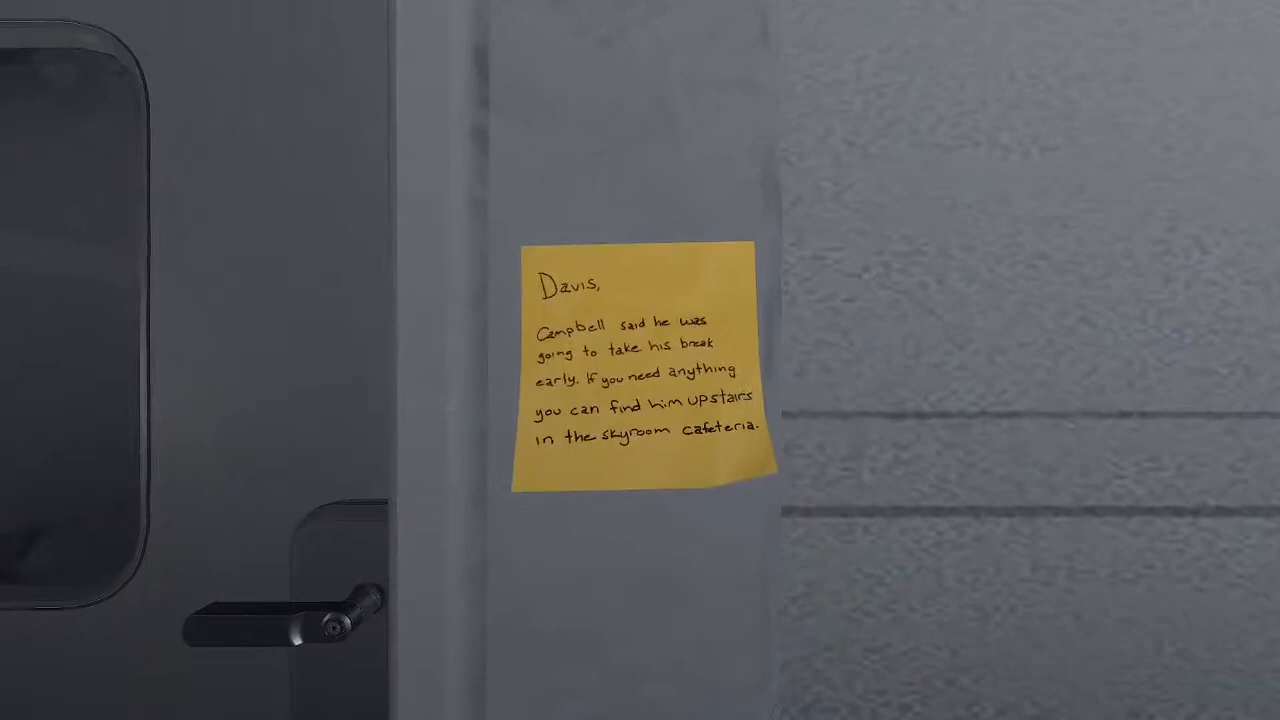 Davis,
Campbell said he was
going to take his break
early. If you need anything
you can find him upstairs
in the skyroom cafeteria.